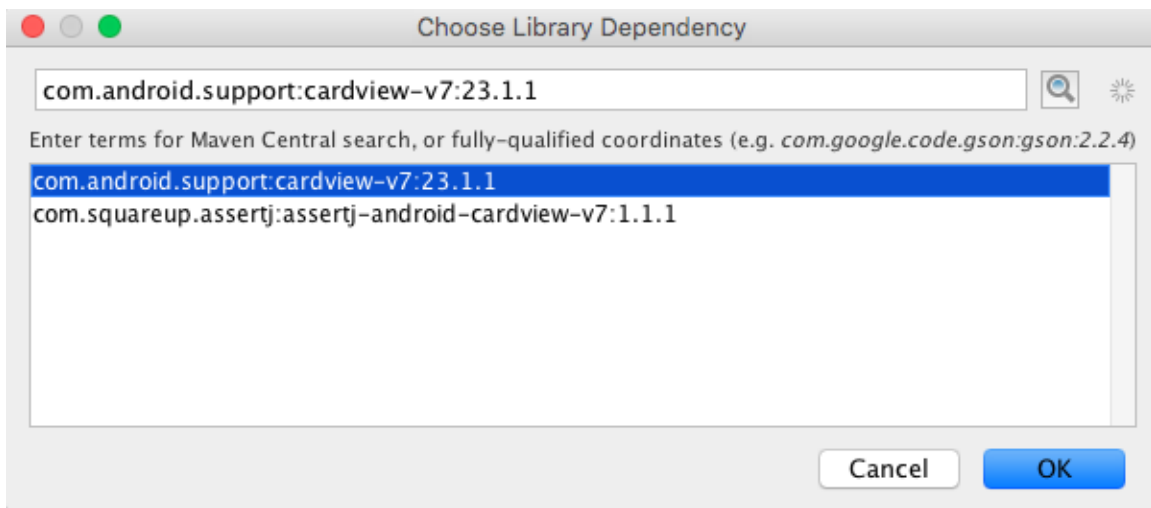 Choose Library Dependency
com.android.support:cardview-v7:23.1.1
Enter terms for Maven Central search, or fully-qualified coordinates (e.g. com.google.code.gson:gson:2.2.4)
com.android.support:cardview-v7:23.1.1
com.squareup.assertj:assertj-android-cardview-v7:1.1.1
Cancel OK